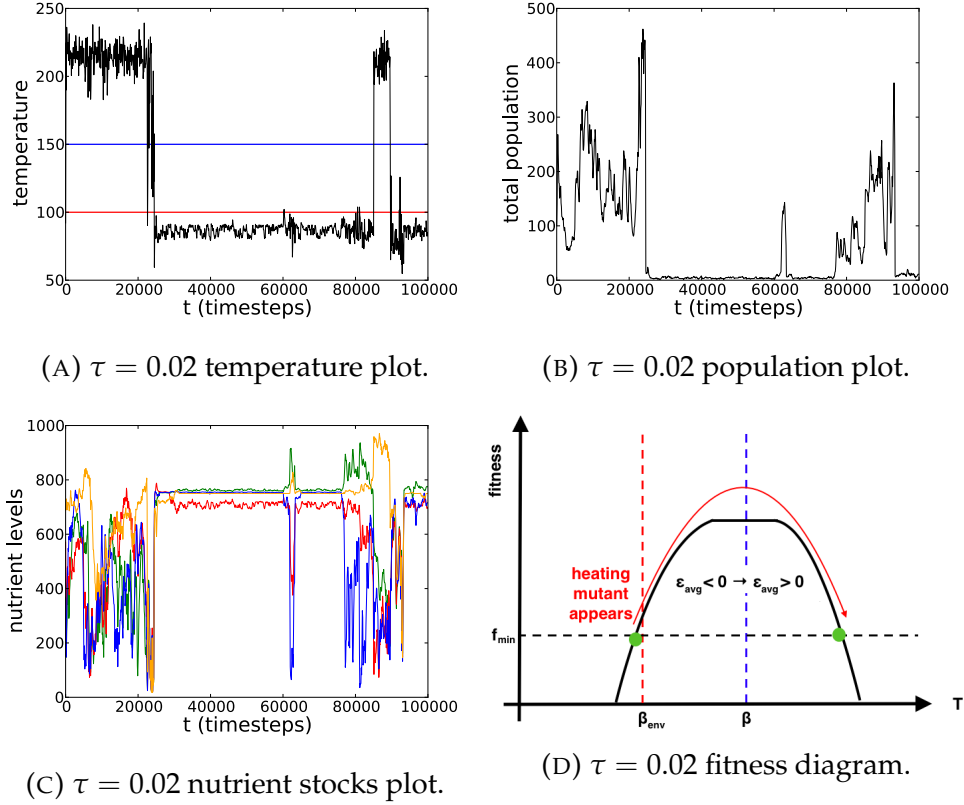 250
200
150
100
50
temperature
0
20000
40000
60000
80000
100000
t (timesteps)
(A) τ = 0.02 temperature plot.
500
400
300
200
100
0
total population
0
20000
40000
60000
80000
100000
t (timesteps)
(B) τ = 0.02 population plot.
1000
800
600
400
200
0
nutrient levels
0
20000
40000
60000
80000
100000
t (timesteps)
(C) τ = 0.02 nutrient stocks plot.
fitness
heating
mutant
appears
ε_avg < 0 → ε_avg > 0
f_min
T
β_env
β
(D) τ = 0.02 fitness diagram.